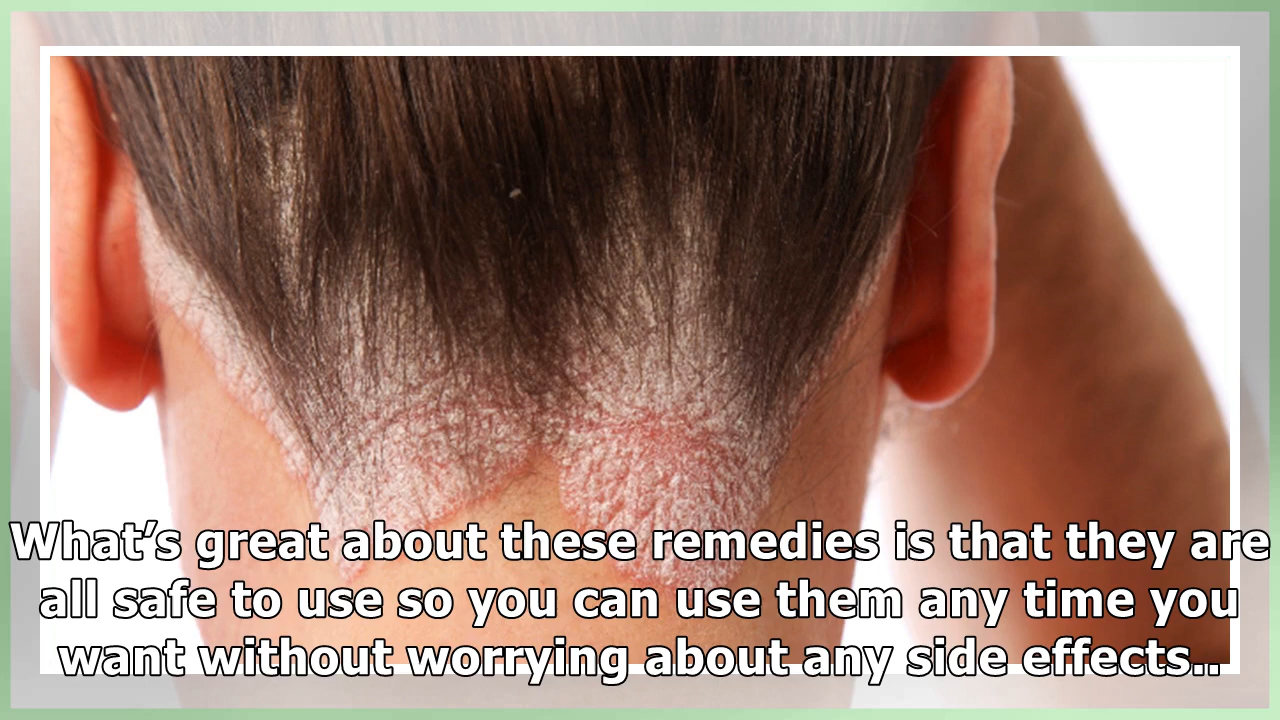 What’s great about these remedies is that they are
all safe to use so you can use them any time you
want without worrying about any side effects..